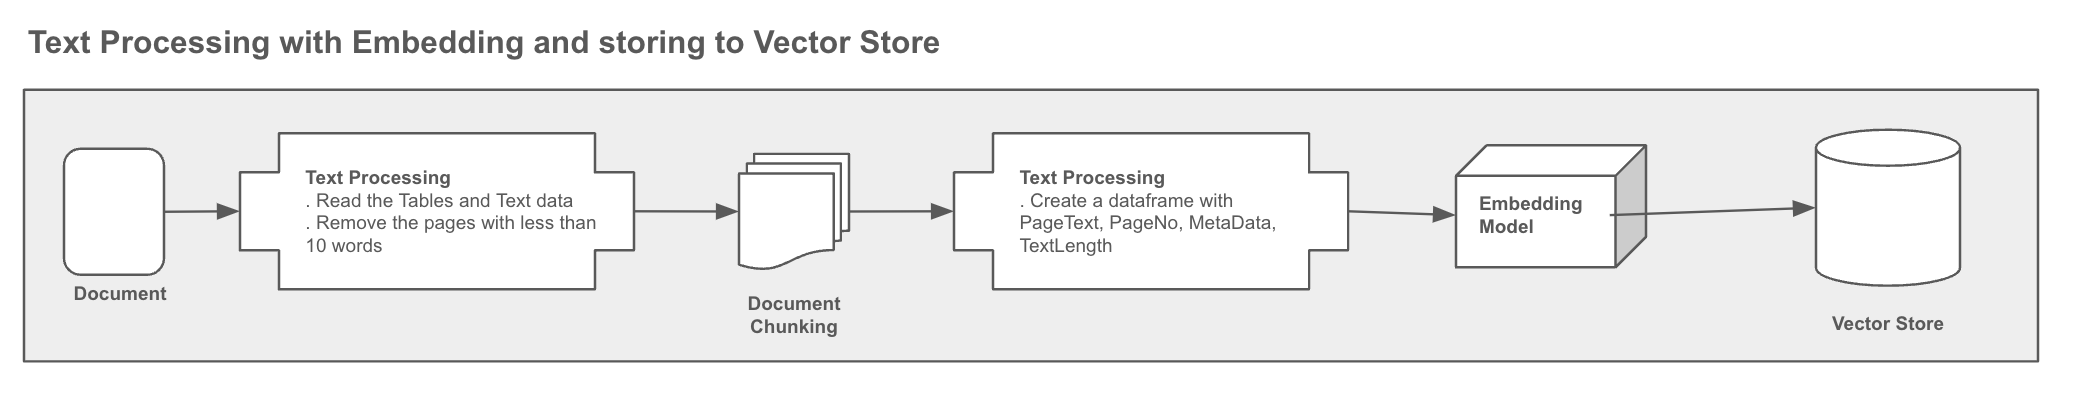 Text Processing with Embedding and storing to Vector Store
Document
Text Processing
. Read the Tables and Text data
. Remove the pages with less than
10 words
Document
Chunking
Text Processing
. Create a dataframe with
PageText, PageNo, MetaData,
TextLength
Embedding
Model
Vector Store